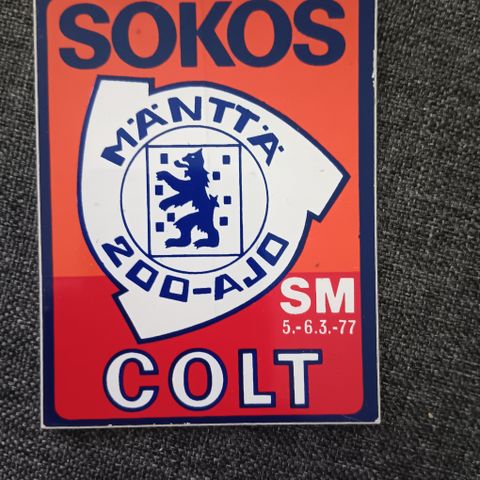 SOKOS
MÄNTTÄ
200-AJO
SM
5.-6.3.-77
COLT